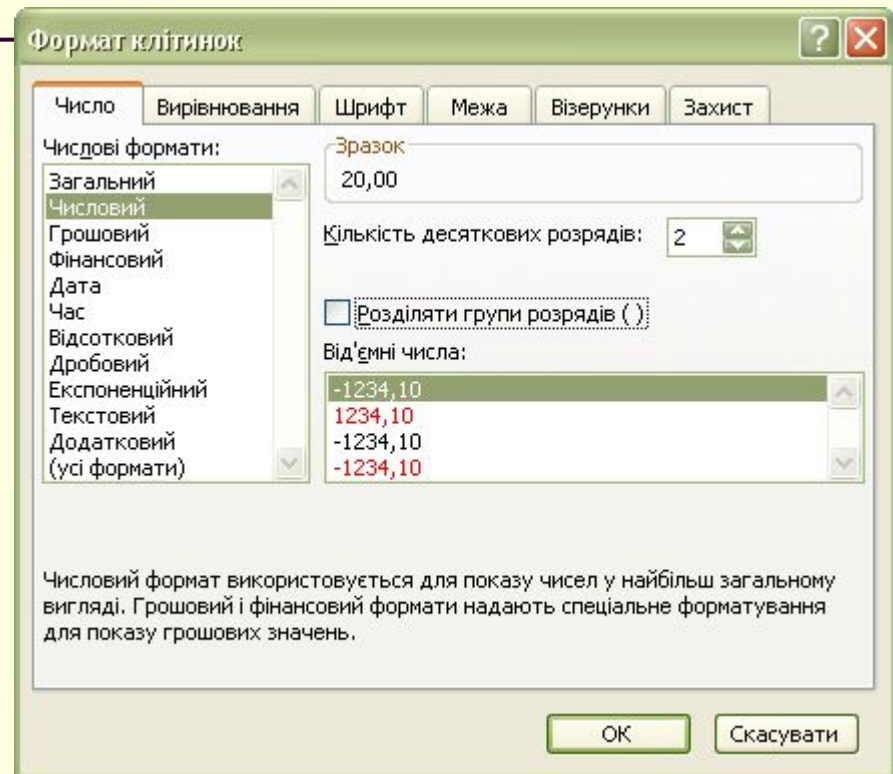 Формат клітинок
Число Вирівнювання Шрифт Межа Візерунки Захист
Числові формати:
Загальний
Числовий
Грошовий
Фінансовий
Дата
Час
Відсотковий
Дробовий
Експоненційний
Текстовий
Додатковий
(усі формати)
Зразок
20,00
Кількість десяткових розрядів: 2
Розділяти групи розрядів ( )
Від'ємні числа:
-1234,10
1234,10
-1234,10
-1234,10
Числовий формат використовується для показу чисел у найбільш загальному
вигляді. Грошовий і фінансовий формати надають спеціальне форматування
для показу грошових значень.
OK Скасувати